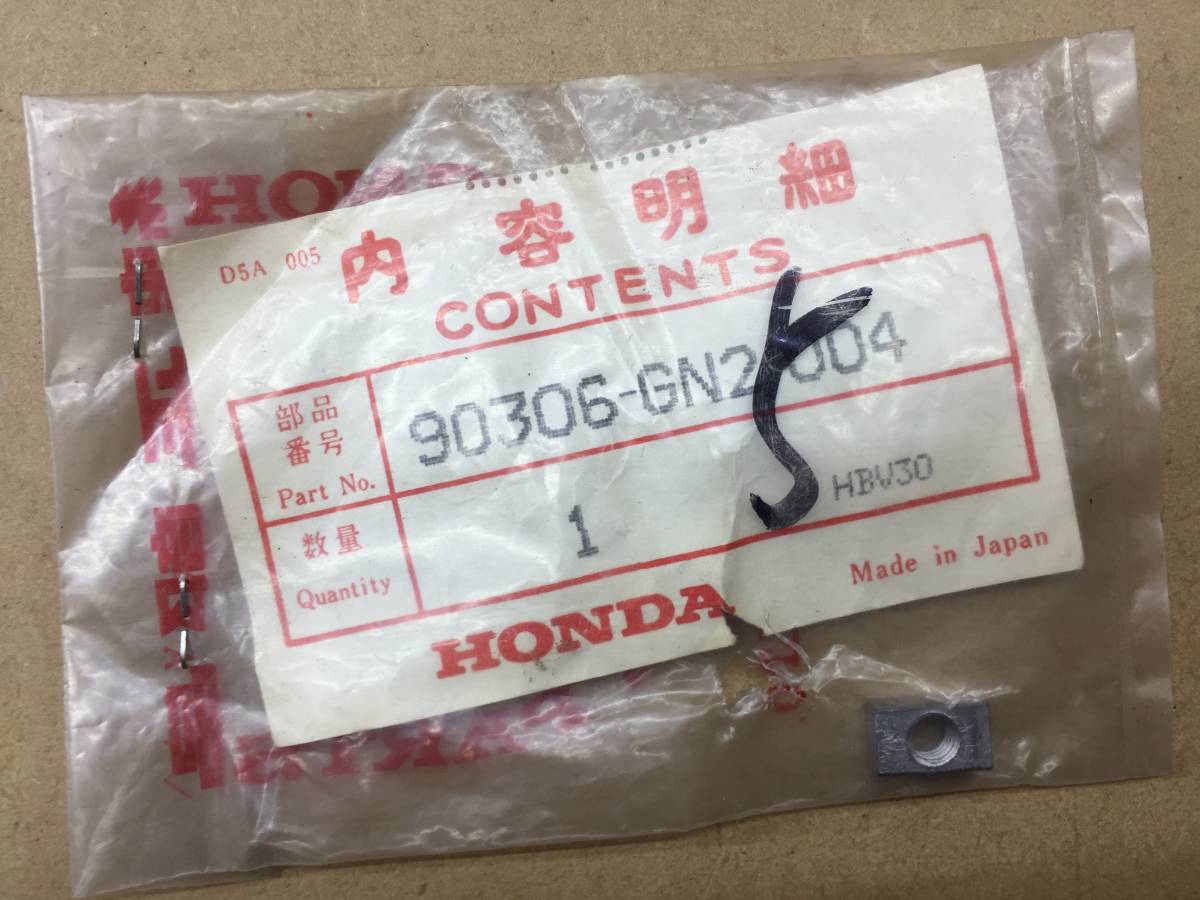 HOND
D5A 005
内容明細
CONTENTS
部品
番号
Part No.
90306-GN2-004
数量
Quantity
1
HBV30
HONDA
Made in Japan